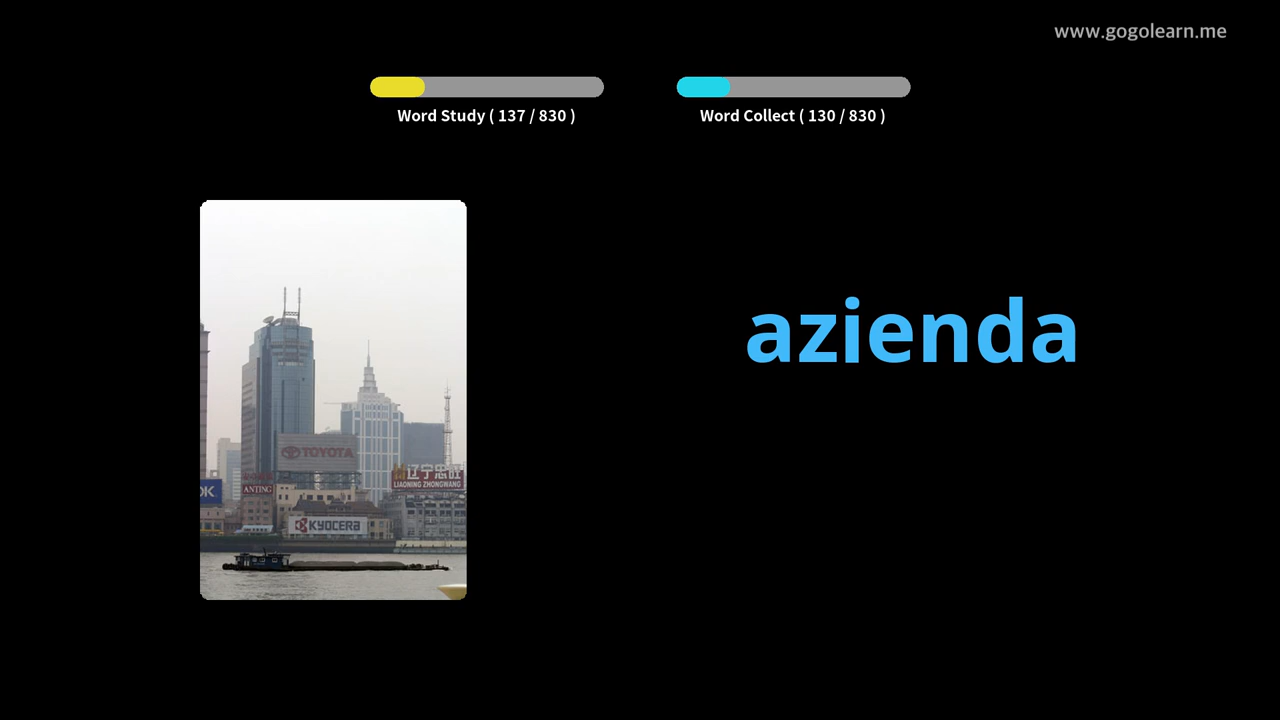 www.gogolearn.me
Word Study ( 137 / 830 )
Word Collect ( 130 / 830 )
azienda
TOYOTA
辽宁忠旺
LIAONING ZHONGWANG
ANTING
KYOCERA